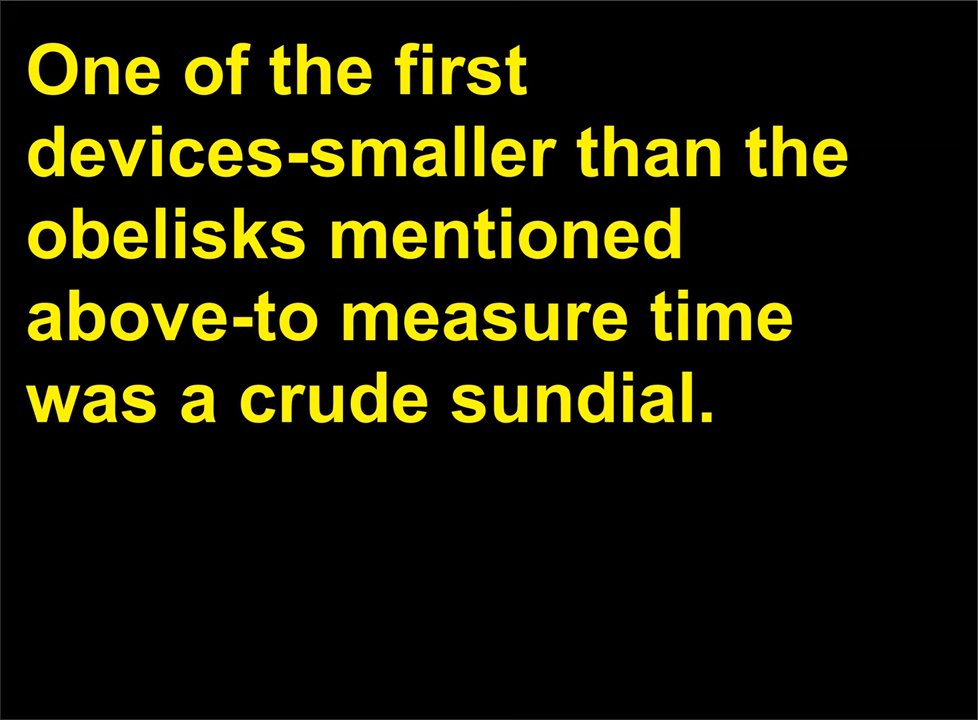 One of the first
devices-smaller than the
obelisks mentioned
above-to measure time
was a crude sundial.